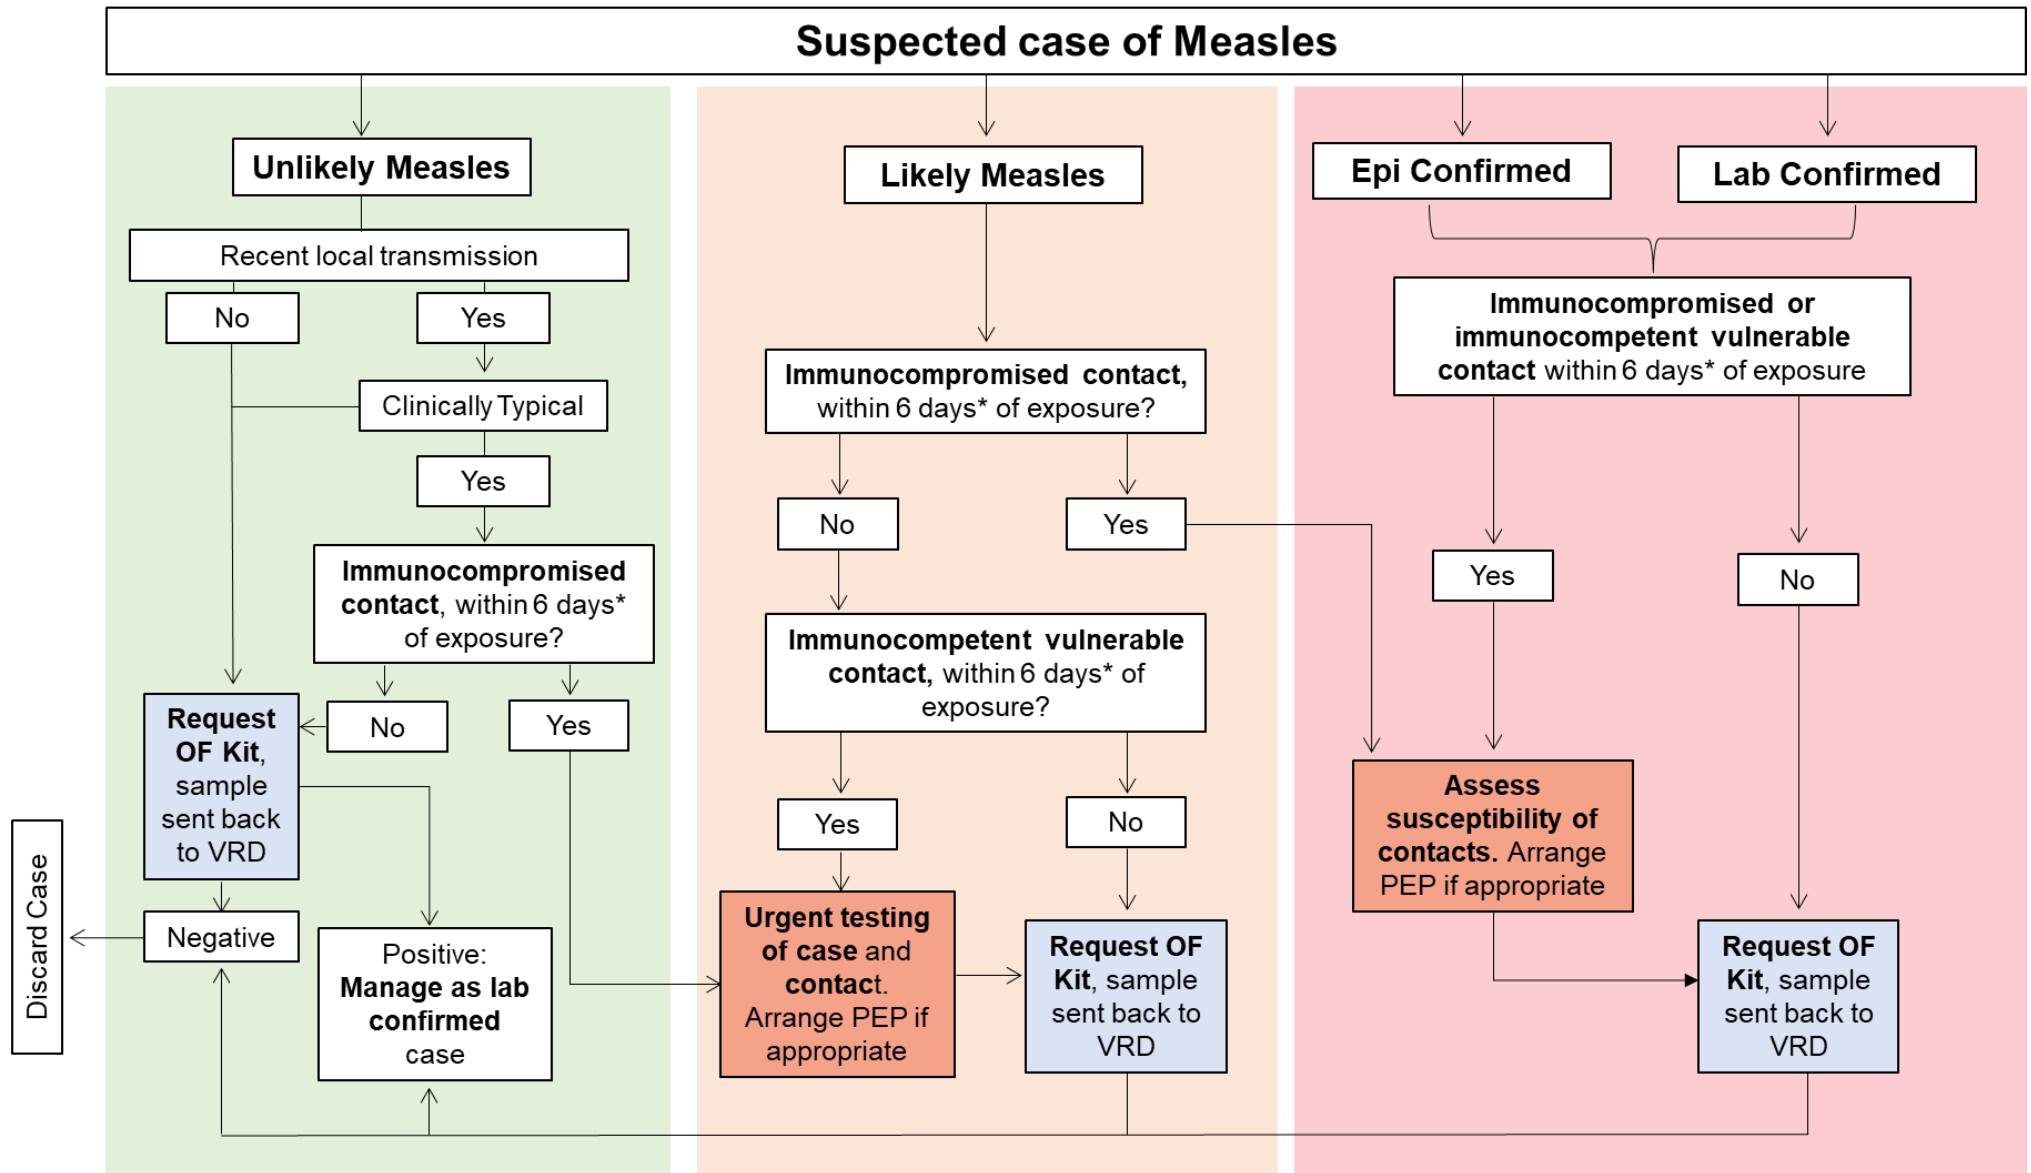 Suspected case of Measles
Unlikely Measles
Recent local transmission
No
Yes
Clinically Typical
Yes
Immunocompromised
contact, within 6 days*
of exposure?
No
Yes
Request
OF Kit,
sample
sent back
to VRD
Negative
Discard Case
Positive:
Manage as lab
confirmed
case
Likely Measles
Immunocompromised contact,
within 6 days* of exposure?
No
Yes
Immunocompetent vulnerable
contact, within 6 days* of
exposure?
Yes
No
Urgent testing
of case and
contact.
Arrange PEP if
appropriate
Request OF
Kit, sample
sent back to
VRD
Epi Confirmed
Lab Confirmed
Immunocompromised or
immunocompetent vulnerable
contact within 6 days* of exposure
Yes
No
Assess
susceptibility of
contacts. Arrange
PEP if appropriate
Request OF
Kit, sample
sent back to
VRD